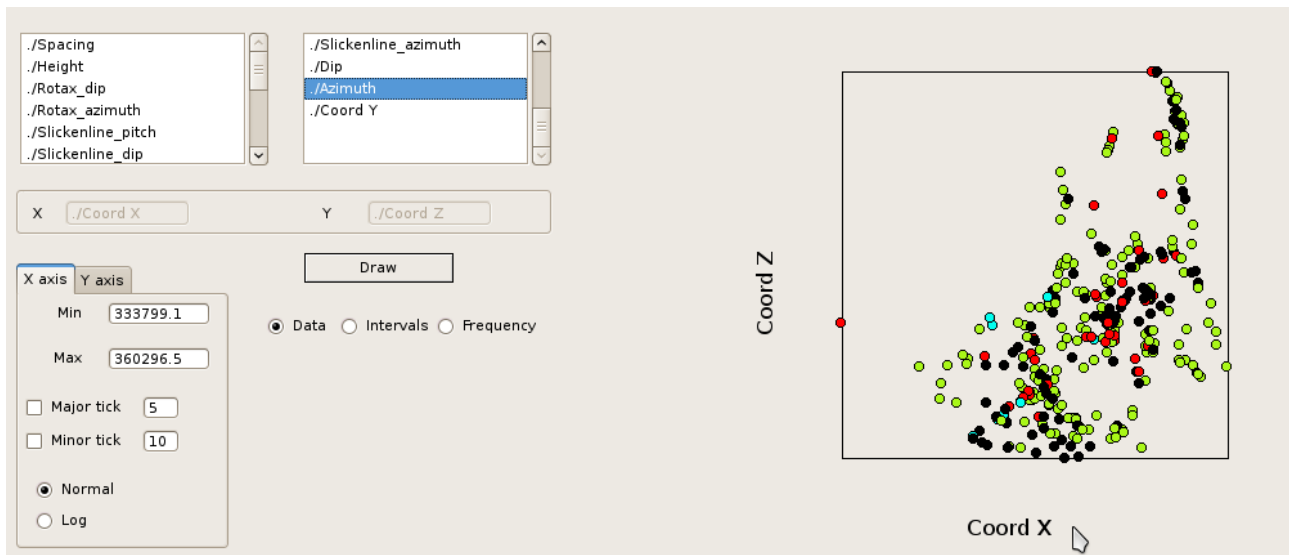 ./Spacing
./Height
./Rotax_dip
./Rotax_azimuth
./Slickenline_pitch
./Slickenline_dip
./Slickenline_azimuth
./Dip
./Azimuth
./Coord Y
X ./Coord X Y ./Coord Z
X axis Y axis
Draw
Min 333799.1
Max 360296.5
Data Intervals Frequency
Major tick 5
Minor tick 10
Normal
Log
Coord Z
Coord X